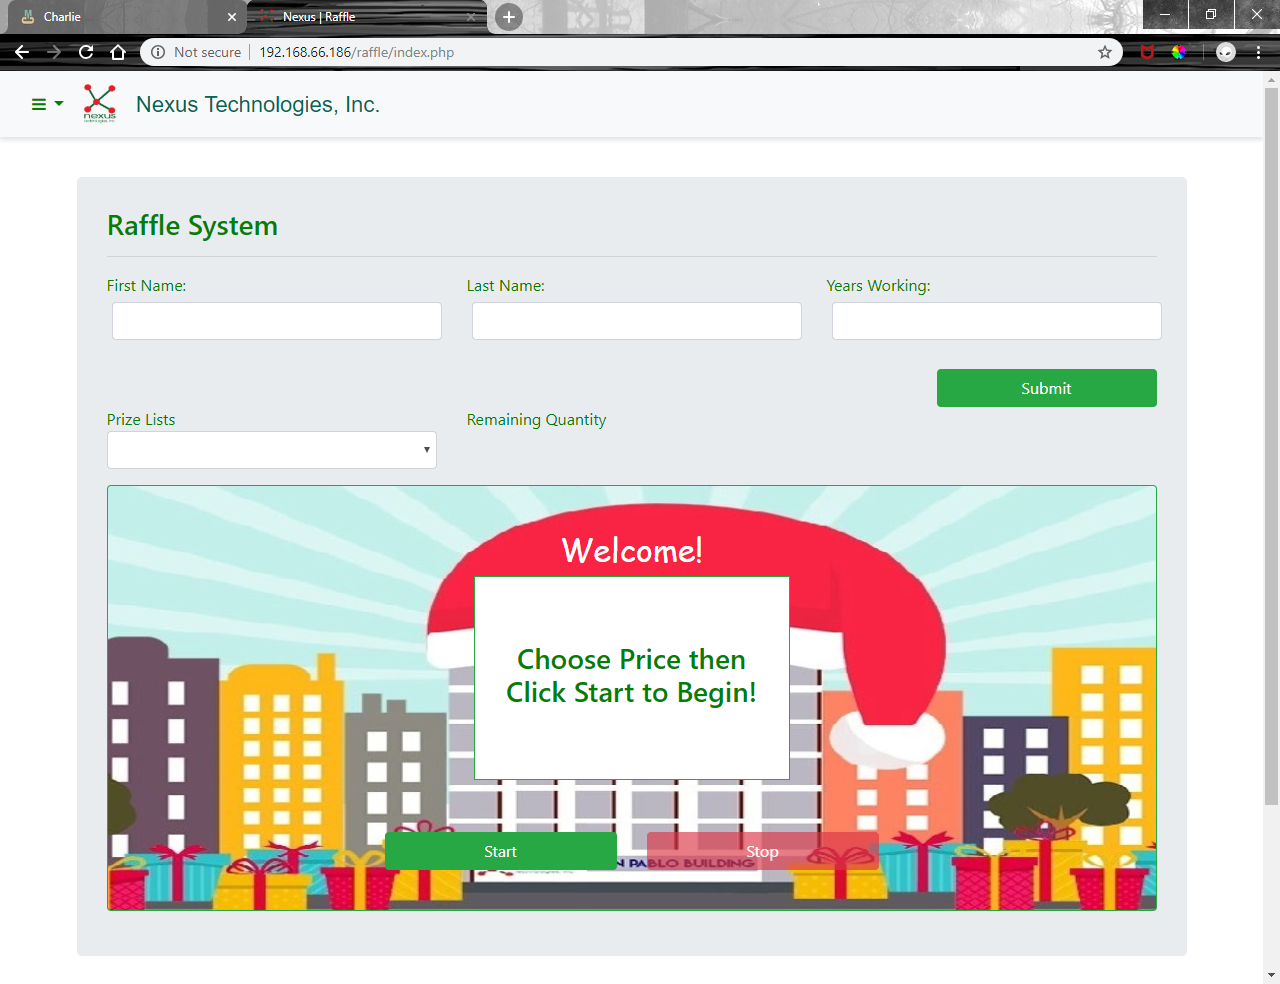 Charlie
Nexus | Raffle
Not secure
192.168.66.186/raffle/index.php
nexus
Nexus Technologies, Inc.
Raffle System
First Name:
Last Name:
Years Working:
Submit
Prize Lists
Remaining Quantity
Welcome!
Choose Price then
Click Start to Begin!
Start
Stop
N PABLO BUILDING